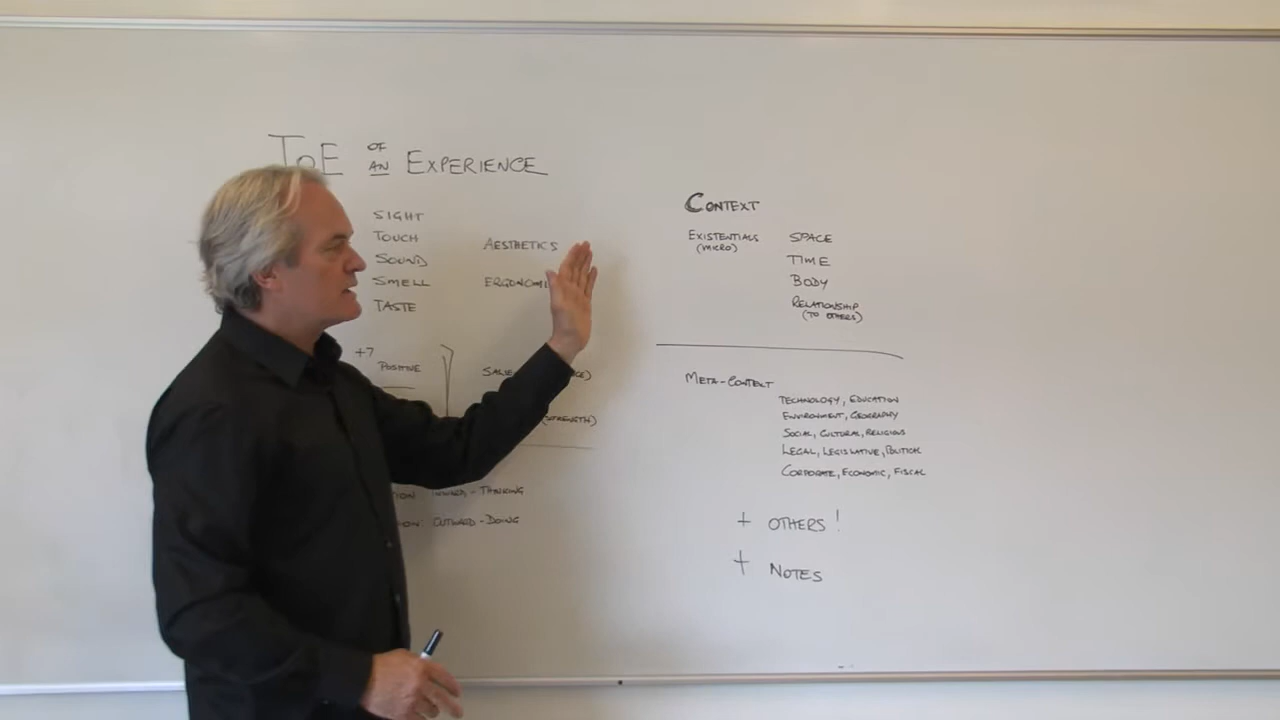 ToE OF AN EXPERIENCE
SIGHT
TOUCH
SOUND
SMELL
TASTE
AESTHETICS
+7
POSITIVE
(STRENGTH)
INWARD - THINKING
OUTWARD - DOING
CONTEXT
EXISTENTIALS
(MICRO)
SPACE
TIME
BODY
RELATIONSHIP
(TO OTHERS)
META-CONTEXT
TECHNOLOGY, EDUCATION
ENVIRONMENT, GEOGRAPHY
SOCIAL, CULTURAL, RELIGIOUS
LEGAL, LEGISLATIVE, POLITICAL
CORPORATE, ECONOMIC, FISCAL
+ OTHERS!
+ NOTES